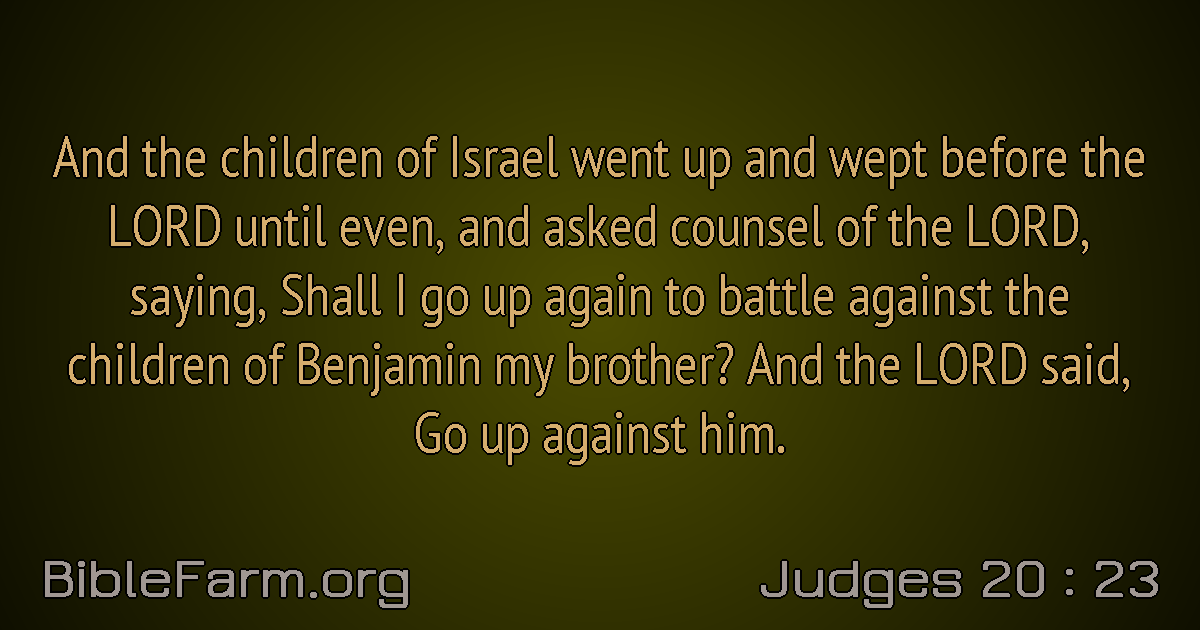 And the children of Israel went up and wept before the
LORD until even, and asked counsel of the LORD,
saying, Shall I go up again to battle against the
children of Benjamin my brother? And the LORD said,
Go up against him.
BibleFarm.org
Judges 20 : 23